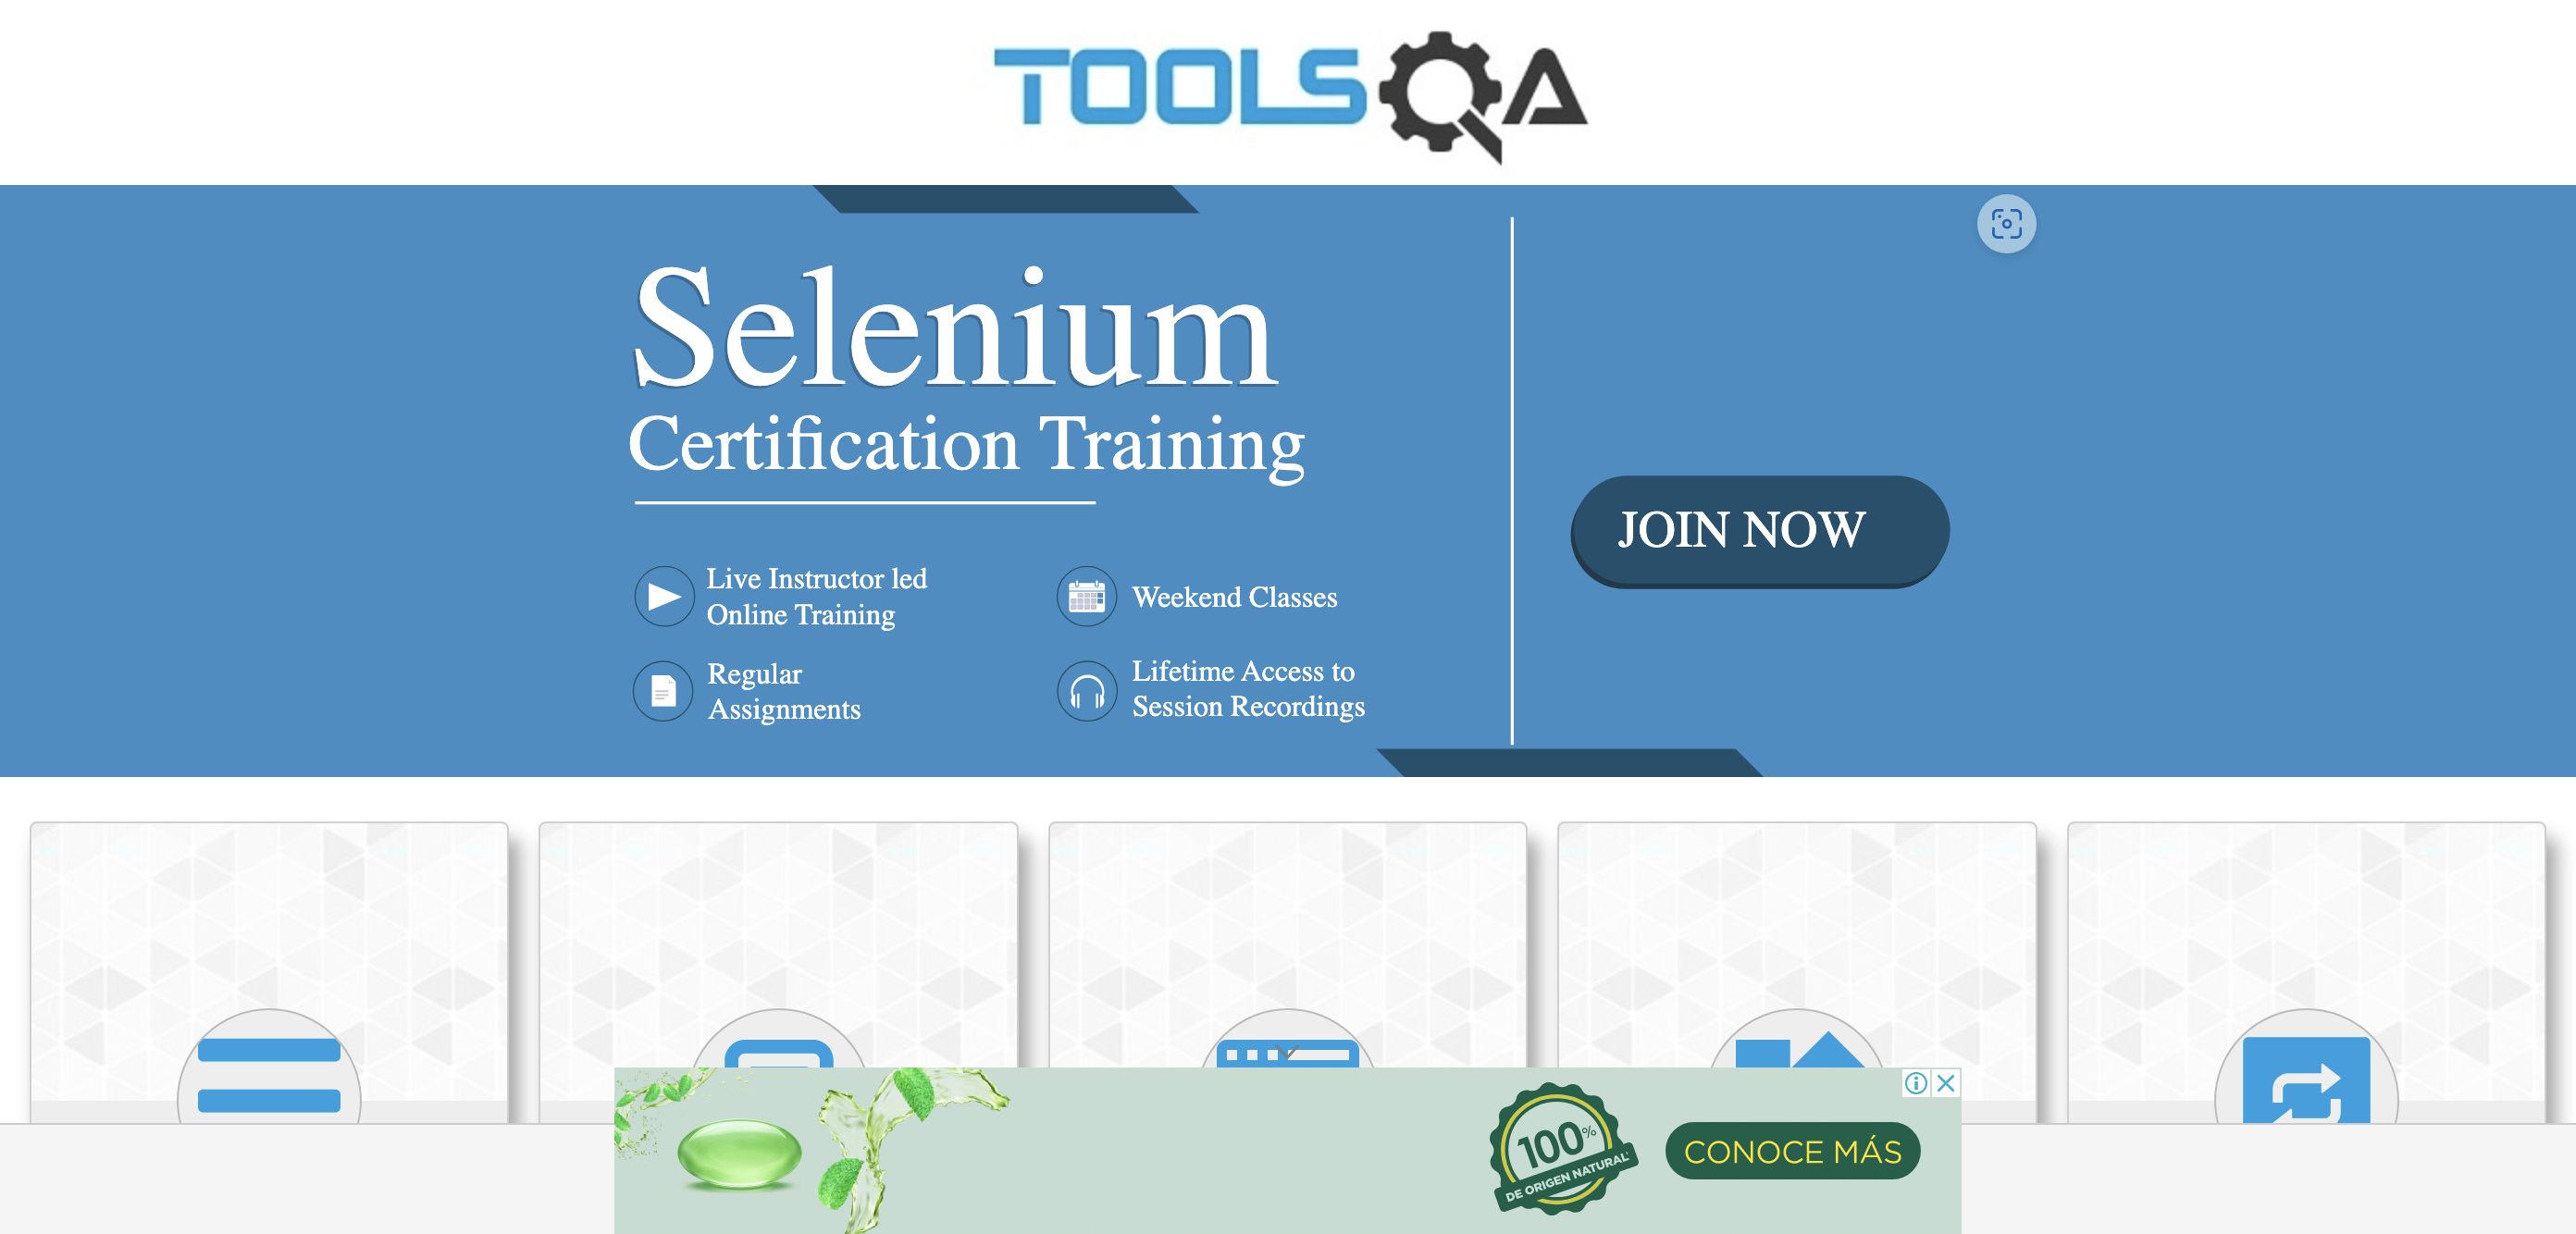 TOOLSQA
Selenium
Certification Training
JOIN NOW
Live Instructor led
Online Training
Weekend Classes
Regular
Assignments
Lifetime Access to
Session Recordings
100%
DE ORIGEN NATURAL
CONOCE MÁS